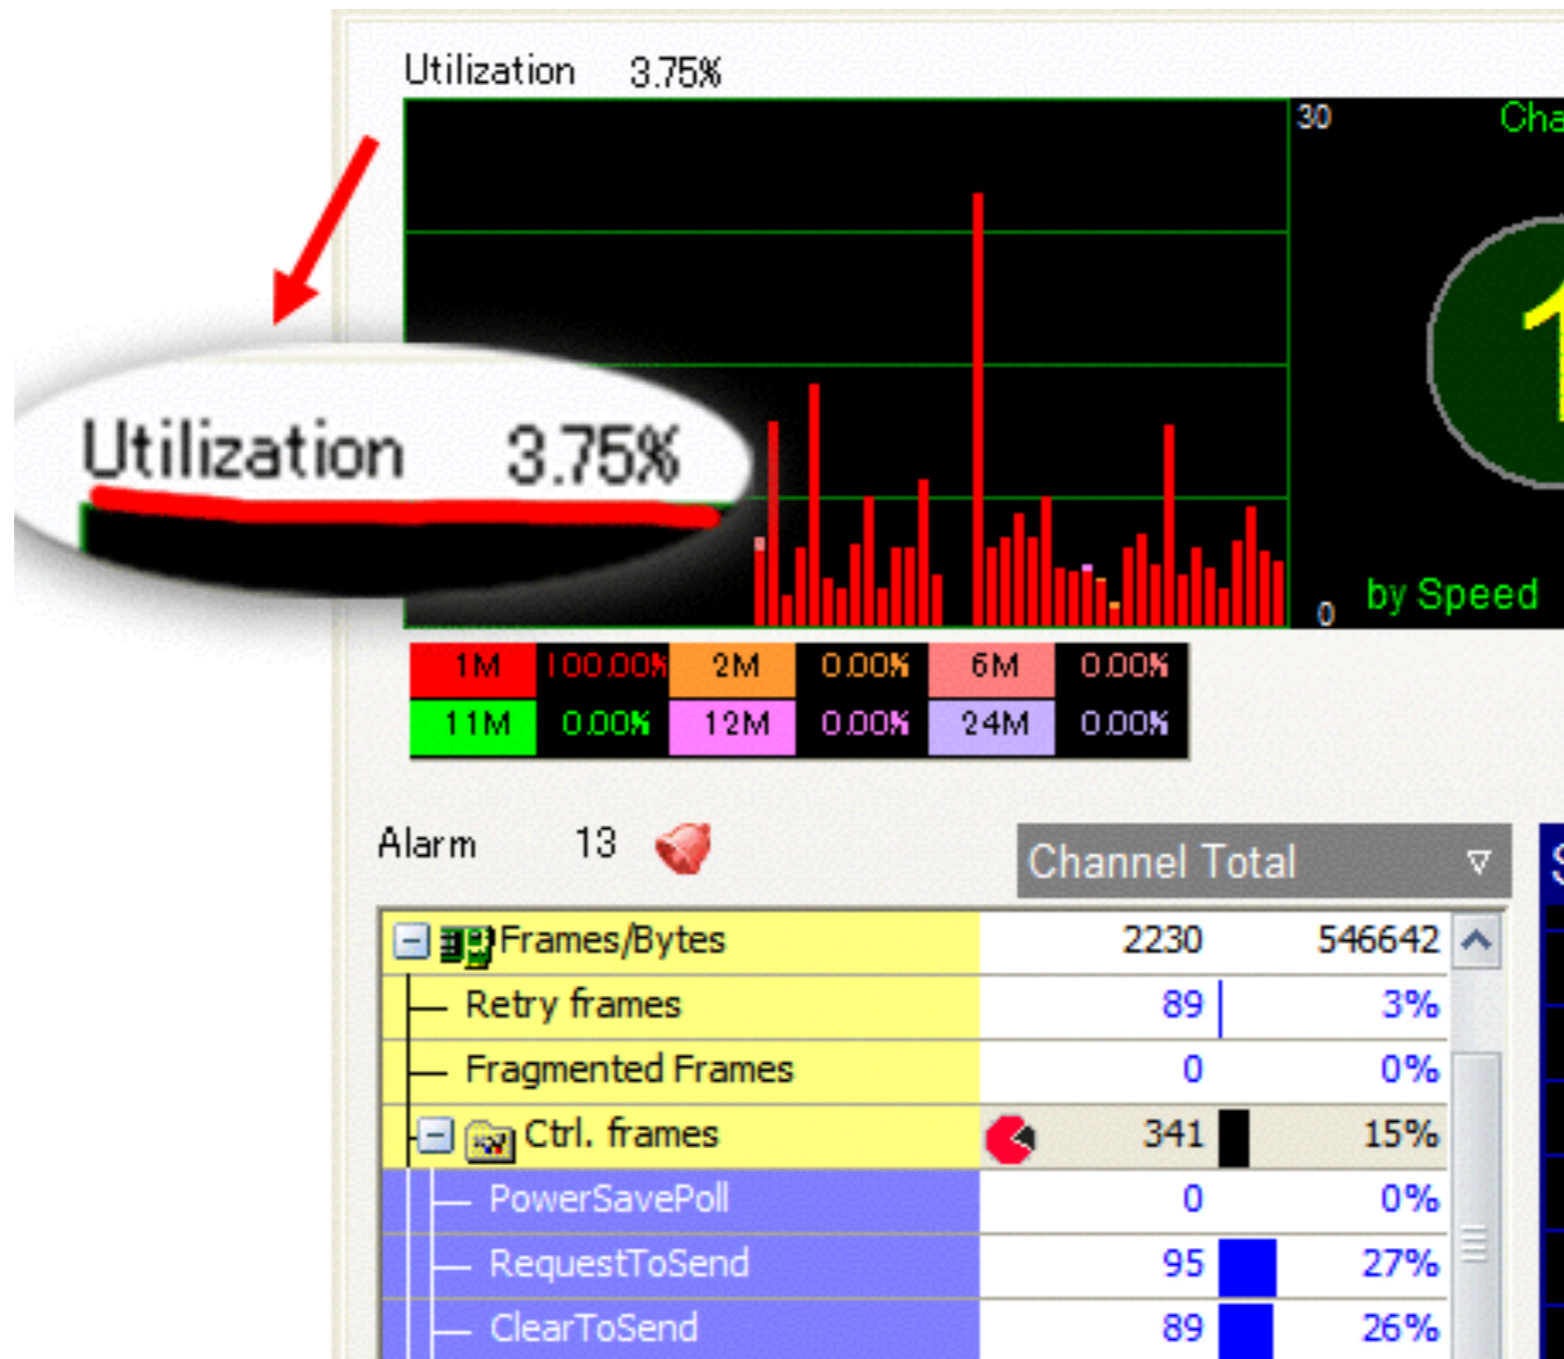 Utilization 3.75%
30
Utilization 3.75%
by Speed
0
1M 100.00% 2M 0.00% 6M 0.00%
11M 0.00% 12M 0.00% 24M 0.00%
Alarm 13
Channel Total
Frames/Bytes 2230 546642
Retry frames 89 3%
Fragmented Frames 0 0%
Ctrl. frames 341 15%
PowerSavePoll 0 0%
RequestToSend 95 27%
ClearToSend 89 26%